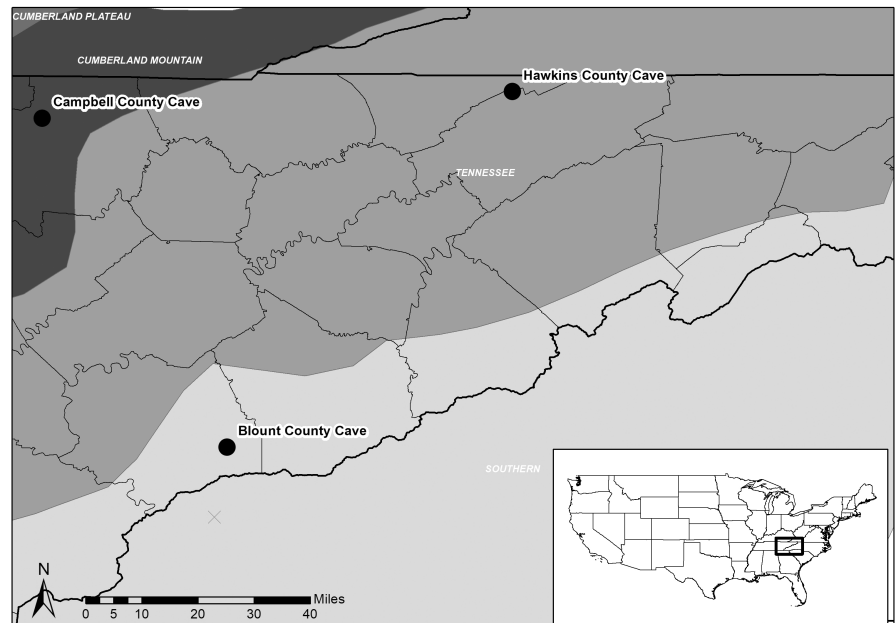 CUMBERLAND PLATEAU
CUMBERLAND MOUNTAIN
Hawkins County Cave
Campbell County Cave
TENNESSEE
Blount County Cave
SOUTHERN
N
Miles
0 5 10 20 30 40